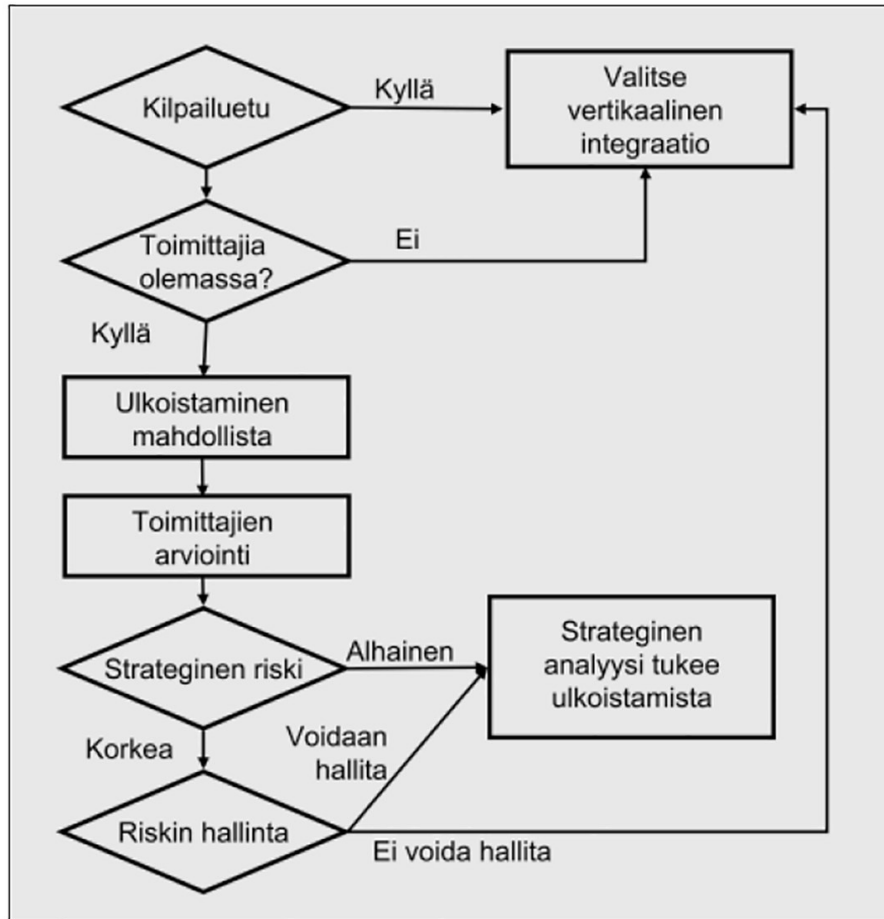 Kilpailuetu
Kyllä
Valitse
vertikaalinen
integraatio
Toimittajia
olemassa?
Ei
Kyllä
Ulkoistaminen
mahdollista
Toimittajien
arviointi
Strateginen riski
Alhainen
Strateginen
analyysi tukee
ulkoistamista
Korkea
Voidaan
hallita
Riskin hallinta
Ei voida hallita